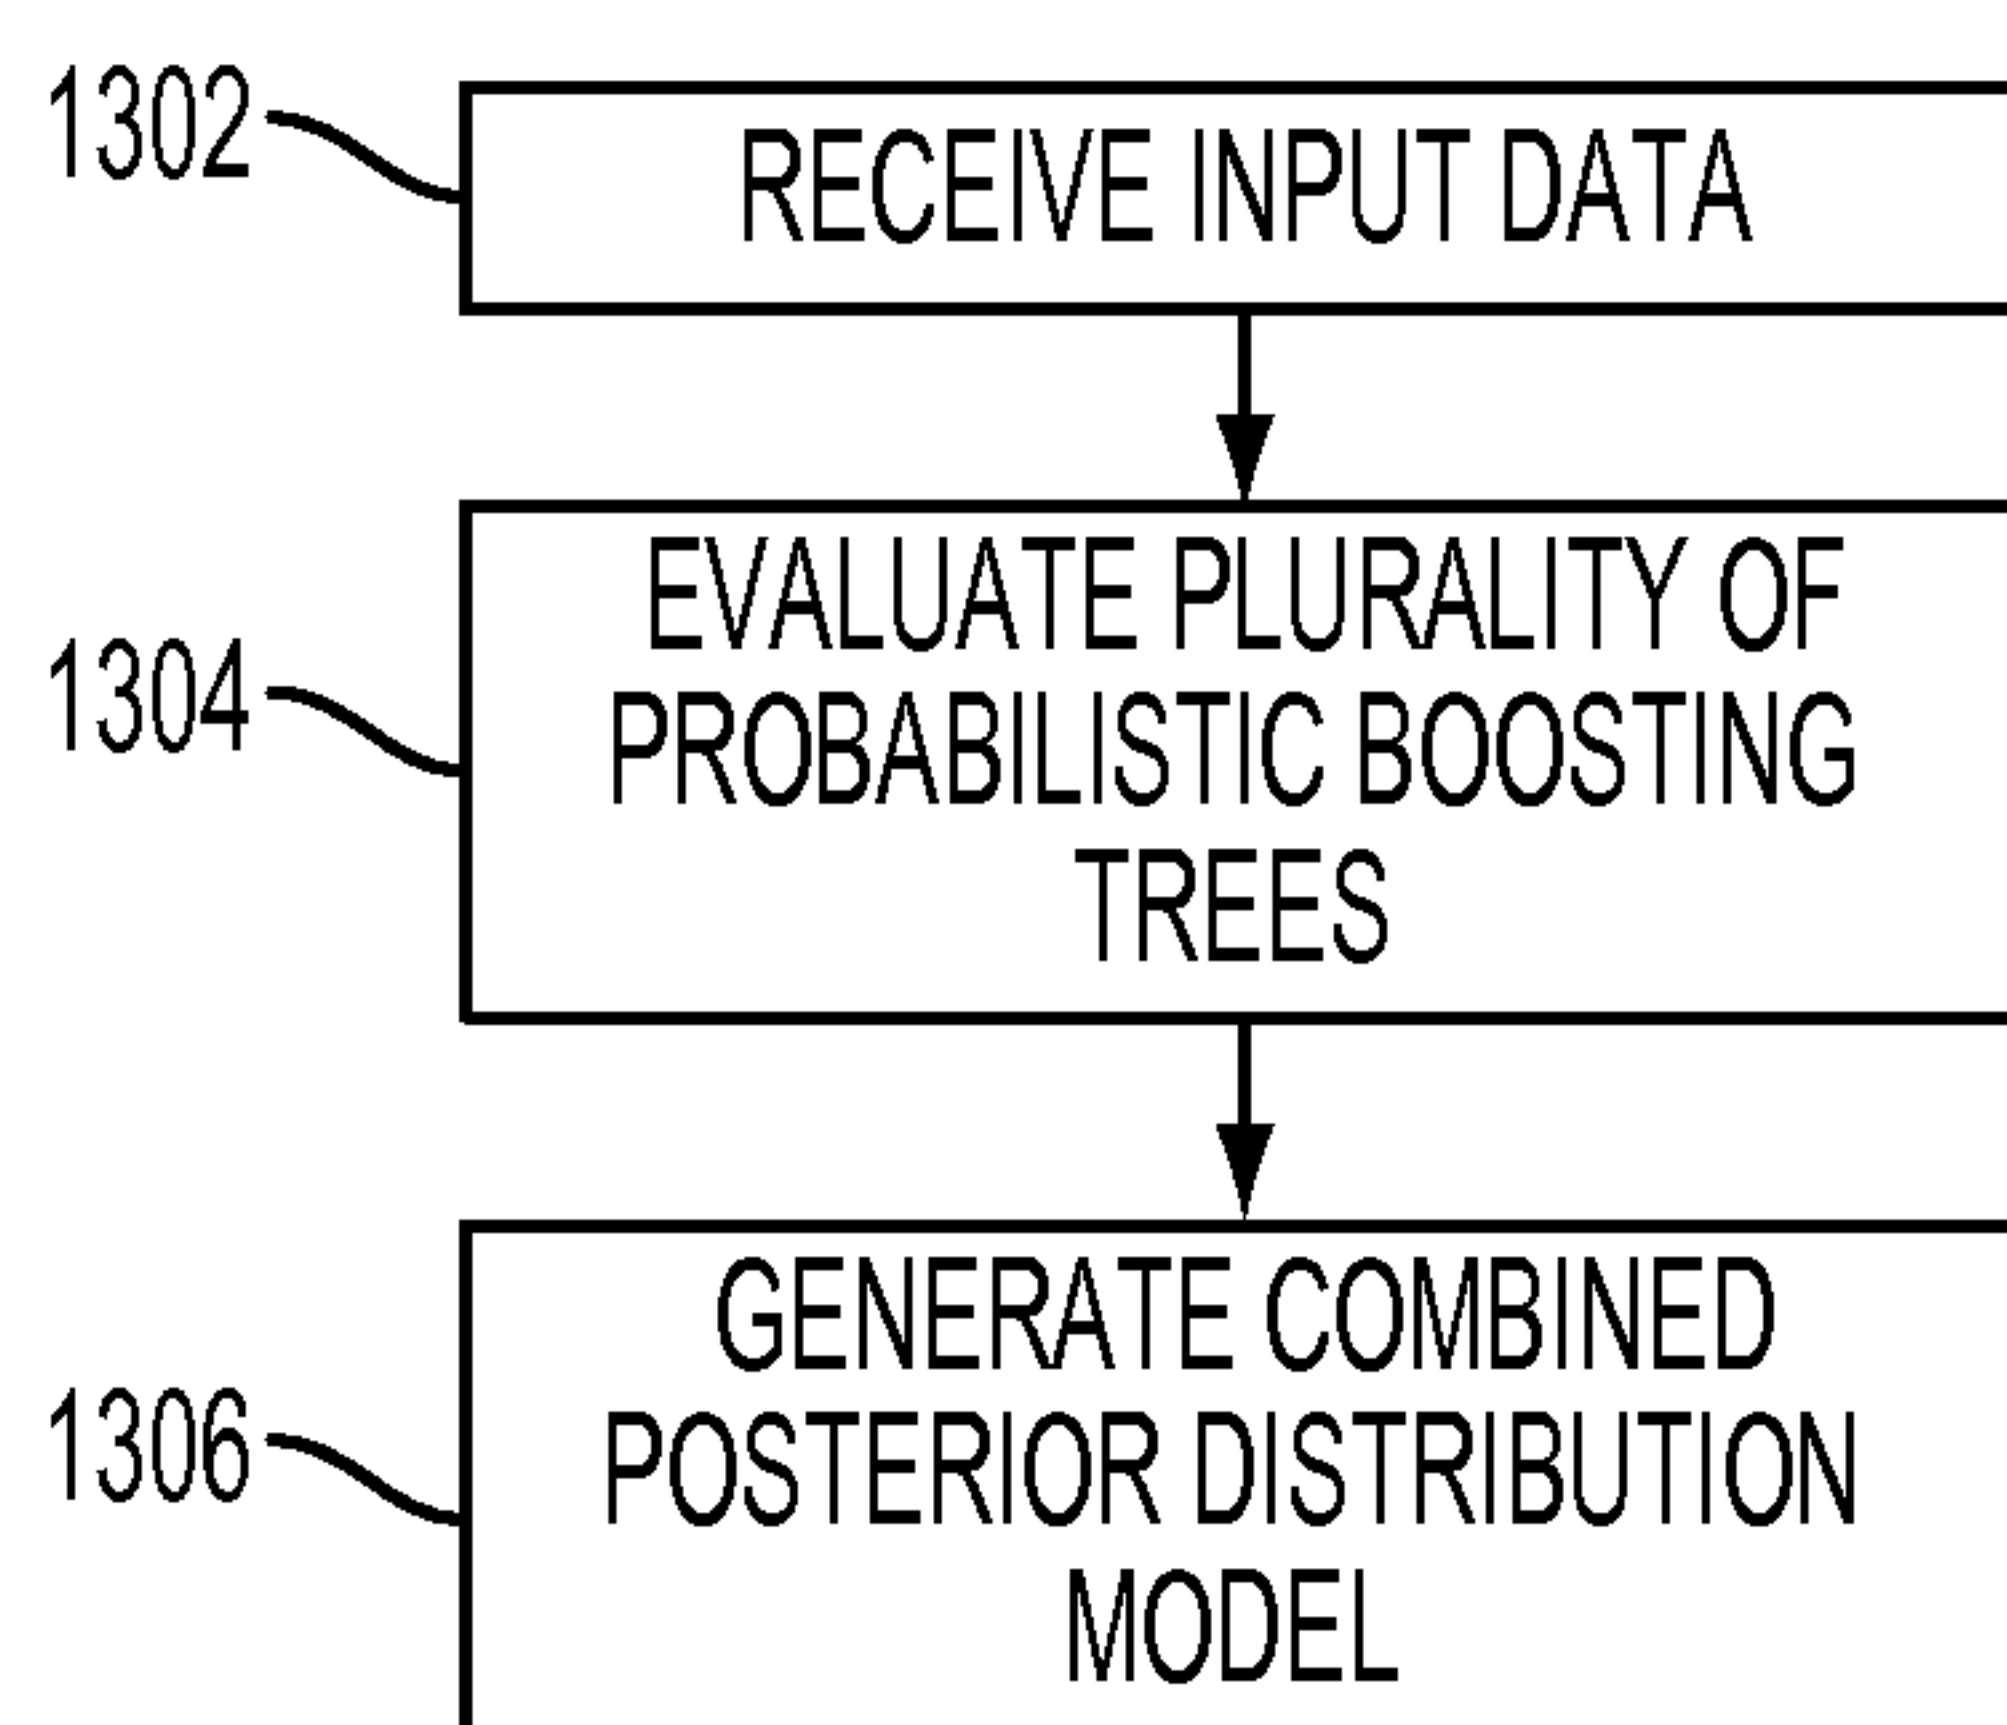 1302
RECEIVE INPUT DATA
1304
EVALUATE PLURALITY OF
PROBABILISTIC BOOSTING
TREES
1306
GENERATE COMBINED
POSTERIOR DISTRIBUTION
MODEL